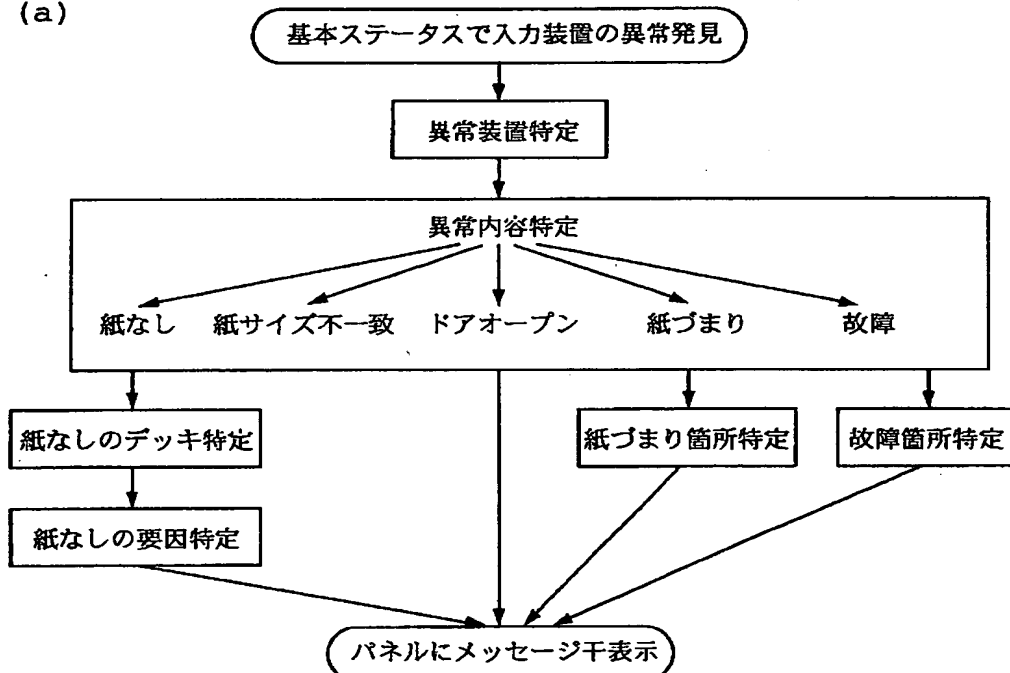 (a)
基本ステータスで入力装置の異常発見
異常装置特定
異常内容特定
紙なし 紙サイズ不一致 ドアオープン 紙づまり 故障
紙なしのデッキ特定 紙づまり箇所特定 故障箇所特定
紙なしの要因特定
パネルにメッセージ干表示